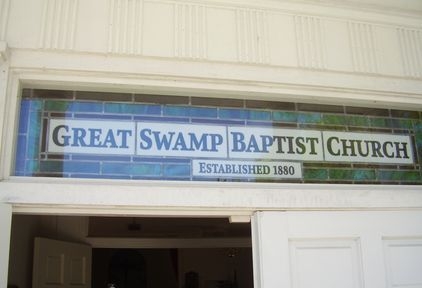 GREAT SWAMP BAPTIST CHURCH
ESTABLISHED 1880